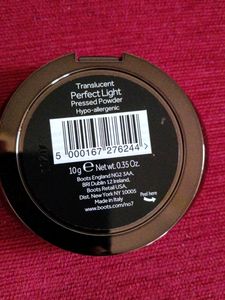 Translucent
Perfect Light
Pressed Powder
Hypo-allergenic
5 000167 276244 >
10 g e Net wt. 0.35 Oz.
Boots England NG2 3AA,
BRI Dublin 12 Ireland,
Boots Retail USA,
Dist. New York NY 10005
Made in Italy
www.boots.com/no7
Peel here